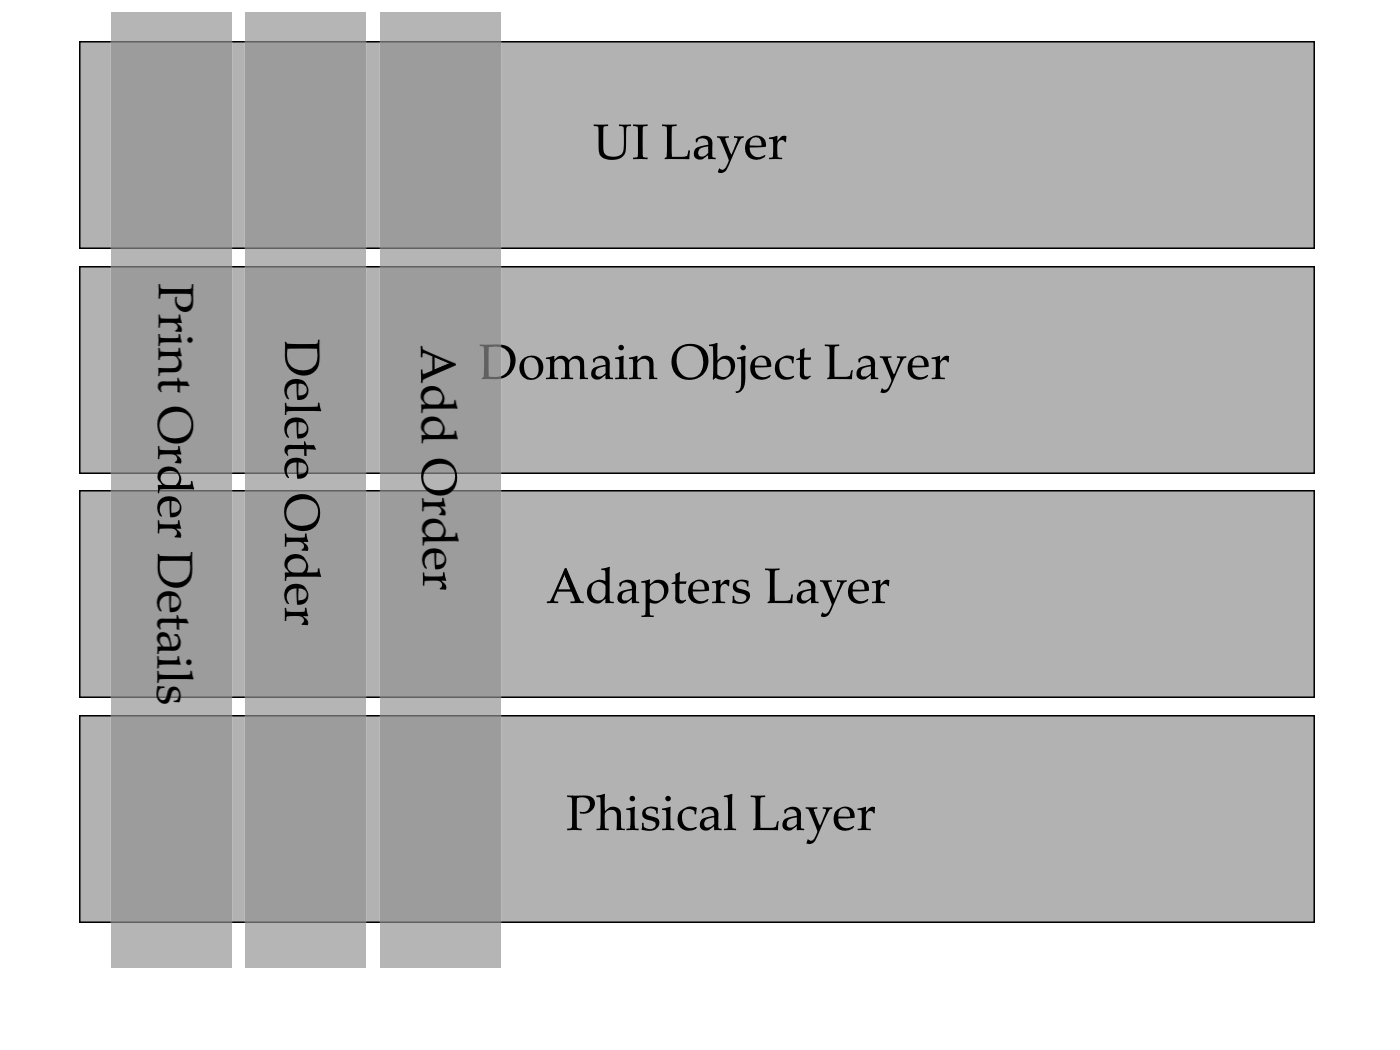 UI Layer
Domain Object Layer
Adapters Layer
Phisical Layer
Print Order Details
Delete Order
Add Order